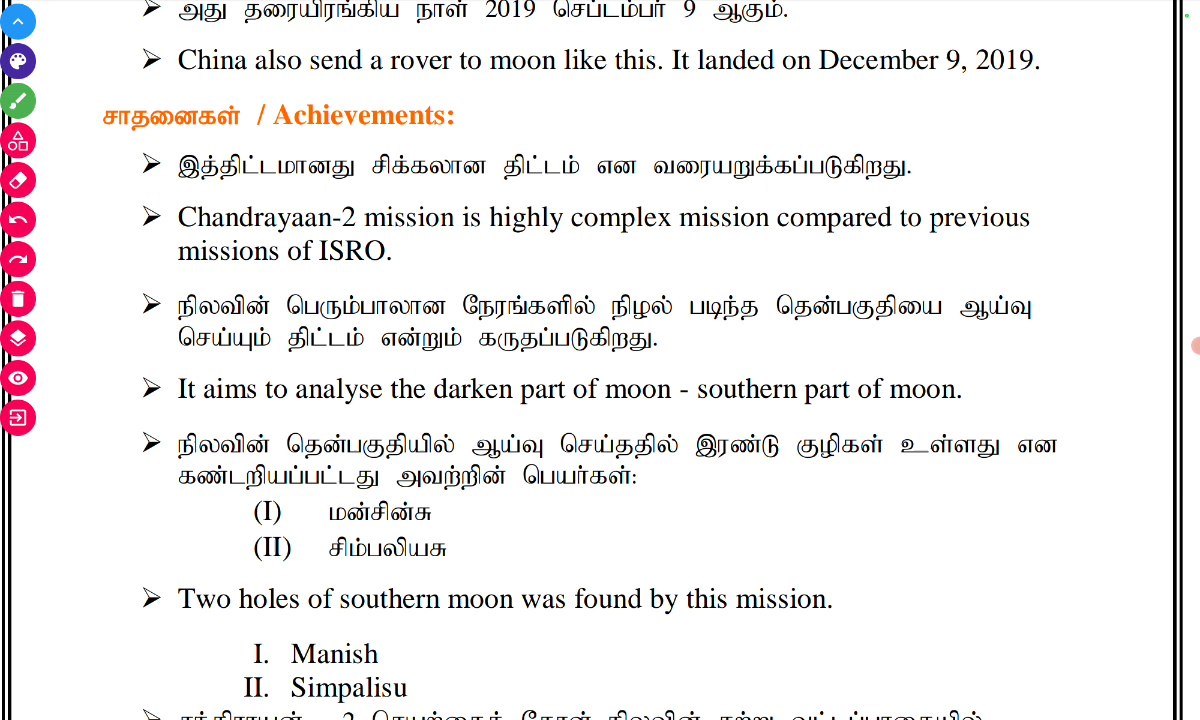 அது தரையிரங்கிய நாள் 2019 செப்டம்பர் 9 ஆகும்.
China also send a rover to moon like this. It landed on December 9, 2019.
சாதனைகள் / Achievements:
இத்திட்டமானது சிக்கலான திட்டம் என வரையறுக்கப்படுகிறது.
Chandrayaan-2 mission is highly complex mission compared to previous
missions of ISRO.
நிலவின் பெரும்பாலான நேரங்களில் நிழல் படிந்த தென்பகுதியை ஆய்வு
செய்யும் திட்டம் என்றும் கருதப்படுகிறது.
It aims to analyse the darken part of moon - southern part of moon.
நிலவின் தென்பகுதியில் ஆய்வு செய்ததில் இரண்டு குழிகள் உள்ளது என
கண்டறியப்பட்டது அவற்றின் பெயர்கள்:
(I) மன்சின்சு
(II) சிம்பலியசு
Two holes of southern moon was found by this mission.
I. Manish
II. Simpalisu